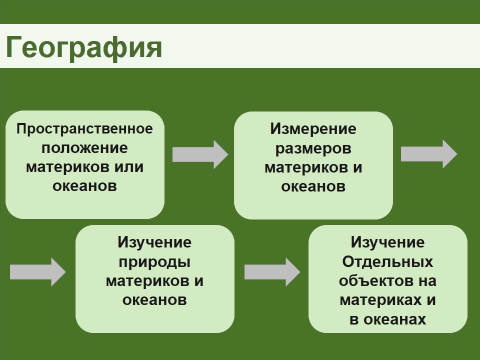 География
Пространственное
положение
материков или
океанов
Измерение
размеров
материков и
океанов
Изучение
природы
материков и
океанов
Изучение
Отдельных
объектов на
материках и
в океанах